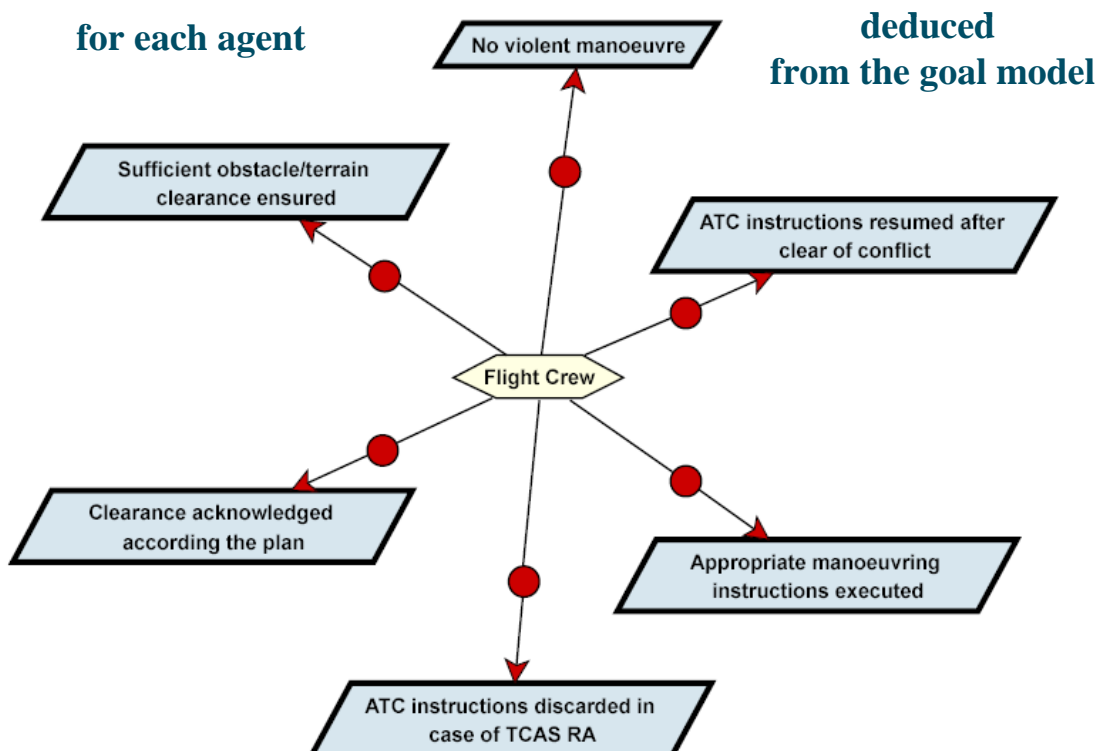 for each agent
deduced
from the goal model
No violent manoeuvre
Sufficient obstacle/terrain
clearance ensured
ATC instructions resumed after
clear of conflict
Flight Crew
Clearance acknowledged
according the plan
Appropriate manoeuvring
instructions executed
ATC instructions discarded in
case of TCAS RA